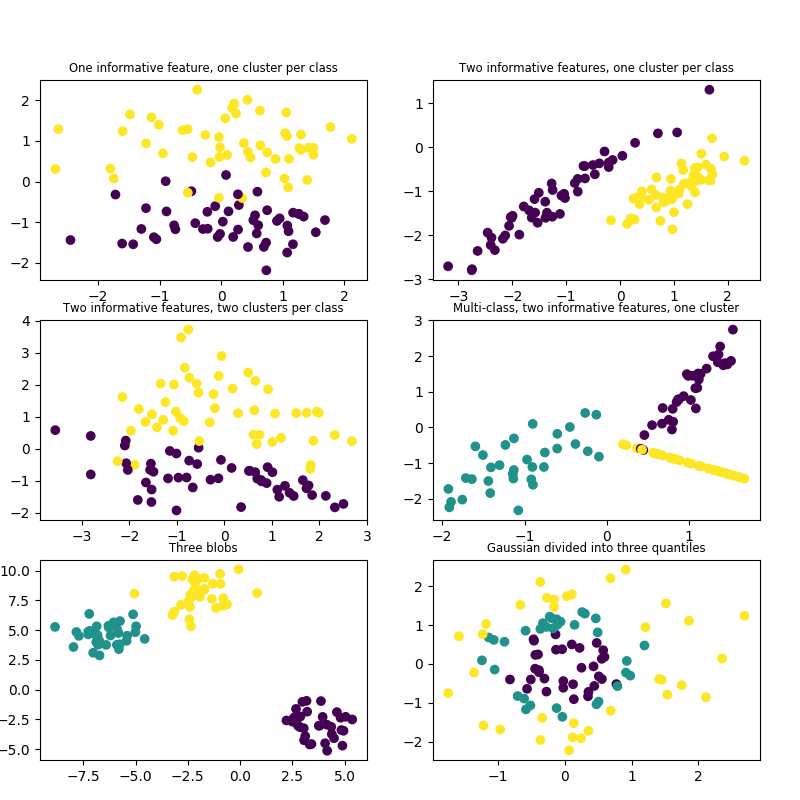 One informative feature, one cluster per class
2
1
0
−1
−2
−2 −1 0 1 2
Two informative features, one cluster per class
1
0
−1
−2
−3
−3 −2 −1 0 1 2
Two informative features, two clusters per class
4
3
2
1
0
−1
−2
−3 −2 −1 0 1 2 3
Multi-class, two informative features, one cluster
3
2
1
0
−1
−2
−2 −1 0 1
Three blobs
10.0
7.5
5.0
2.5
0.0
−2.5
−5.0
−7.5 −5.0 −2.5 0.0 2.5 5.0
Gaussian divided into three quantiles
2
1
0
−1
−2
−1 0 1 2